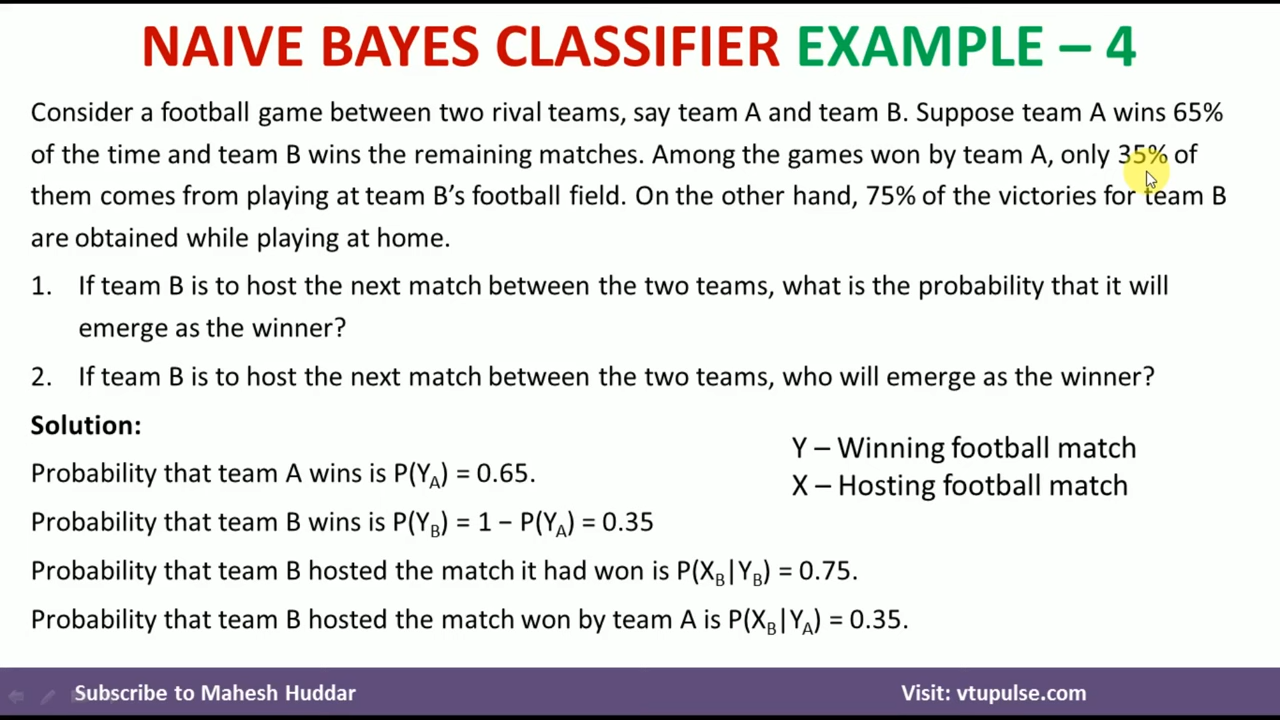 NAIVE BAYES CLASSIFIER EXAMPLE – 4
Consider a football game between two rival teams, say team A and team B. Suppose team A wins 65%
of the time and team B wins the remaining matches. Among the games won by team A, only 35% of
them comes from playing at team B’s football field. On the other hand, 75% of the victories for team B
are obtained while playing at home.
1. If team B is to host the next match between the two teams, what is the probability that it will
emerge as the winner?
2. If team B is to host the next match between the two teams, who will emerge as the winner?
Solution:
Y – Winning football match
X – Hosting football match
Probability that team A wins is P(Y_A) = 0.65.
Probability that team B wins is P(Y_B) = 1 − P(Y_A) = 0.35
Probability that team B hosted the match it had won is P(X_B|Y_B) = 0.75.
Probability that team B hosted the match won by team A is P(X_B|Y_A) = 0.35.
Subscribe to Mahesh Huddar
Visit: vtupulse.com